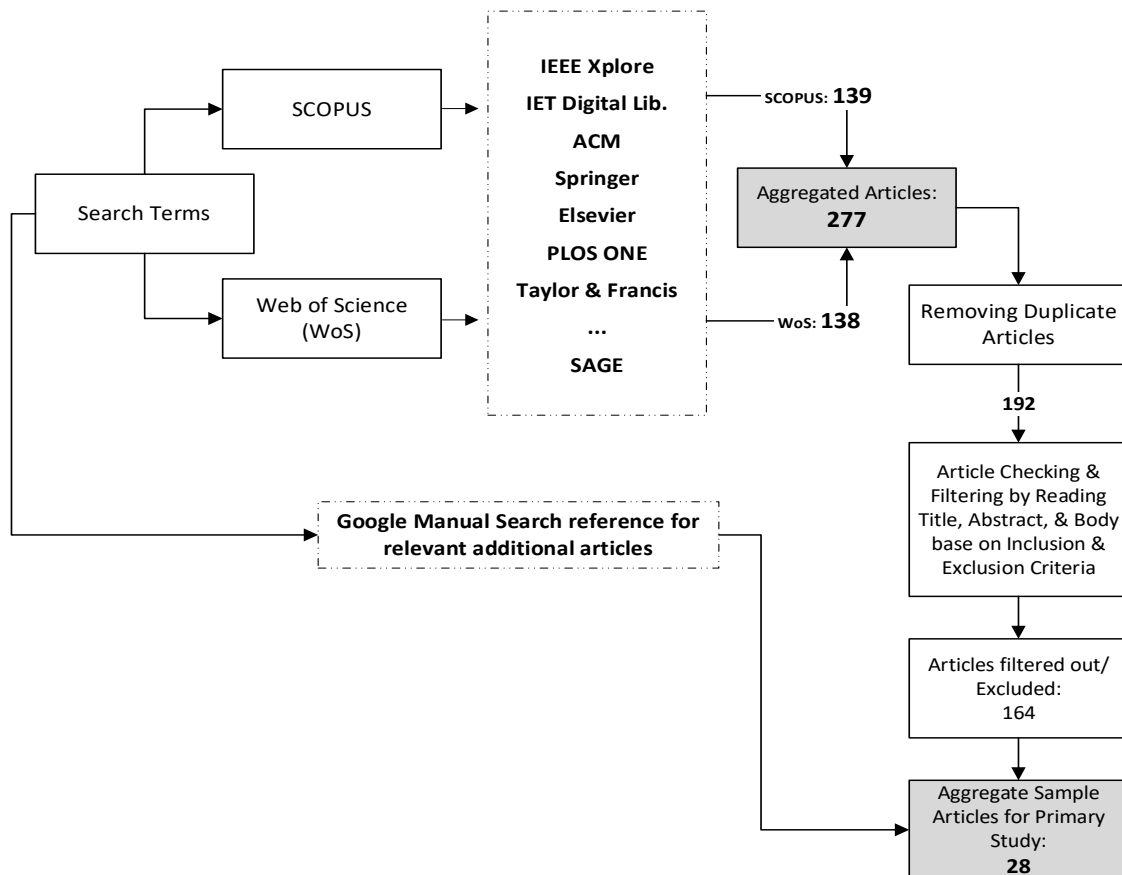 Search Terms
SCOPUS
Web of Science
(WoS)
IEEE Xplore
IET Digital Lib.
ACM
Springer
Elsevier
PLOS ONE
Taylor & Francis
...
SAGE
SCOPUS: 139
Aggregated Articles:
277
WoS: 138
Removing Duplicate
Articles
192
Article Checking &
Filtering by Reading
Title, Abstract, & Body
base on Inclusion &
Exclusion Criteria
Google Manual Search reference for
relevant additional articles
Articles filtered out/
Excluded:
164
Aggregate Sample
Articles for Primary
Study:
28